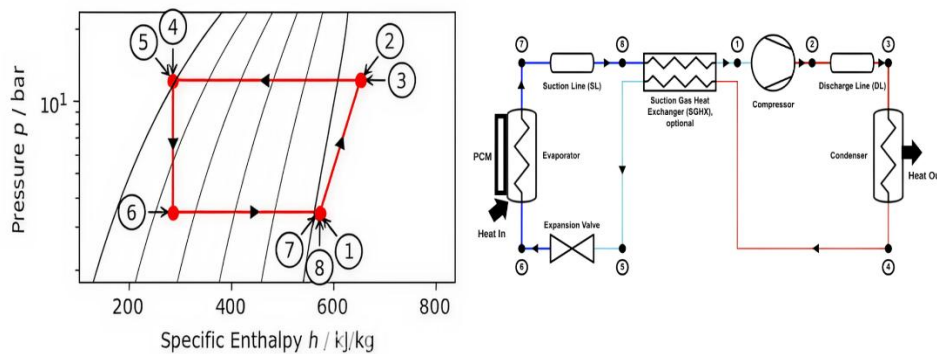 4
5
2
3
10¹
Pressure p / bar
6
7
8
1
200
400
600
800
Specific Enthalpy h / kJ/kg
7
8
1
2
3
Suction Line (SL)
Suction Gas Heat
Exchanger (SGHX),
optional
Compressor
Discharge Line (DL)
PCM
Evaporator
Condenser
Heat Out
Heat In
Expansion Valve
6
5
4